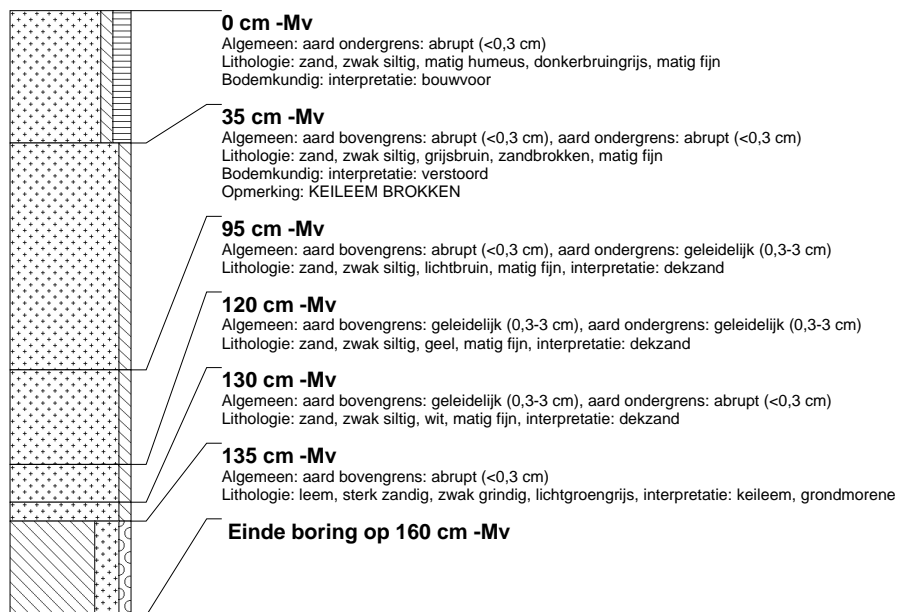 0 cm -Mv
Algemeen: aard ondergrens: abrupt (<0,3 cm)
Lithologie: zand, zwak siltig, matig humeus, donkerbruingrijs, matig fijn
Bodemkundig: interpretatie: bouwvoor
35 cm -Mv
Algemeen: aard bovengrens: abrupt (<0,3 cm), aard ondergrens: abrupt (<0,3 cm)
Lithologie: zand, zwak siltig, grijsbruin, zandbrokken, matig fijn
Bodemkundig: interpretatie: verstoord
Opmerking: KEILEEM BROKKEN
95 cm -Mv
Algemeen: aard bovengrens: abrupt (<0,3 cm), aard ondergrens: geleidelijk (0,3-3 cm)
Lithologie: zand, zwak siltig, lichtbruin, matig fijn, interpretatie: dekzand
120 cm -Mv
Algemeen: aard bovengrens: geleidelijk (0,3-3 cm), aard ondergrens: geleidelijk (0,3-3 cm)
Lithologie: zand, zwak siltig, geel, matig fijn, interpretatie: dekzand
130 cm -Mv
Algemeen: aard bovengrens: geleidelijk (0,3-3 cm), aard ondergrens: abrupt (<0,3 cm)
Lithologie: zand, zwak siltig, wit, matig fijn, interpretatie: dekzand
135 cm -Mv
Algemeen: aard bovengrens: abrupt (<0,3 cm)
Lithologie: leem, sterk zandig, zwak grindig, lichtgroengrijs, interpretatie: keileem, grondmorene
Einde boring op 160 cm -Mv